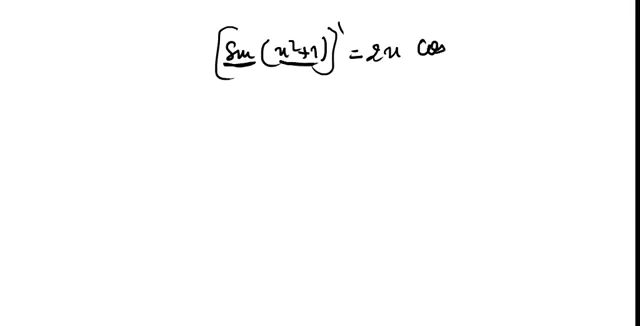 [sin (x²+1)]' = 2x cos